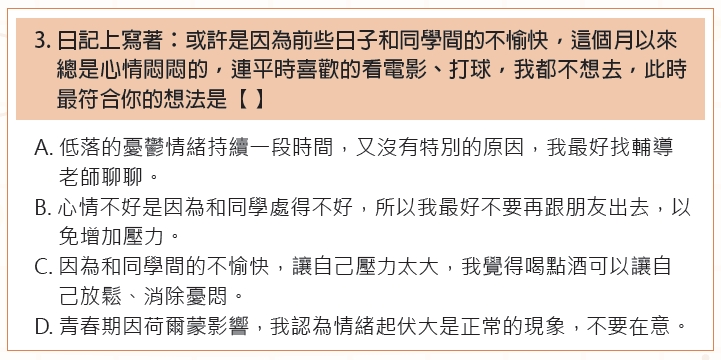 3. 日記上寫著：或許是因為前些日子和同學間的不愉快，這個月以來
總是心情悶悶的，連平時喜歡的看電影、打球，我都不想去，此時
最符合你的想法是【 】
A. 低落的憂鬱情緒持續一段時間，又沒有特別的原因，我最好找輔導
老師聊聊。
B. 心情不好是因為和同學處得不好，所以我最好不要再跟朋友出去，以
免增加壓力。
C. 因為和同學間的不愉快，讓自己壓力太大，我覺得喝點酒可以讓自
己放鬆、消除憂悶。
D. 青春期因荷爾蒙影響，我認為情緒起伏大是正常的現象，不要在意。